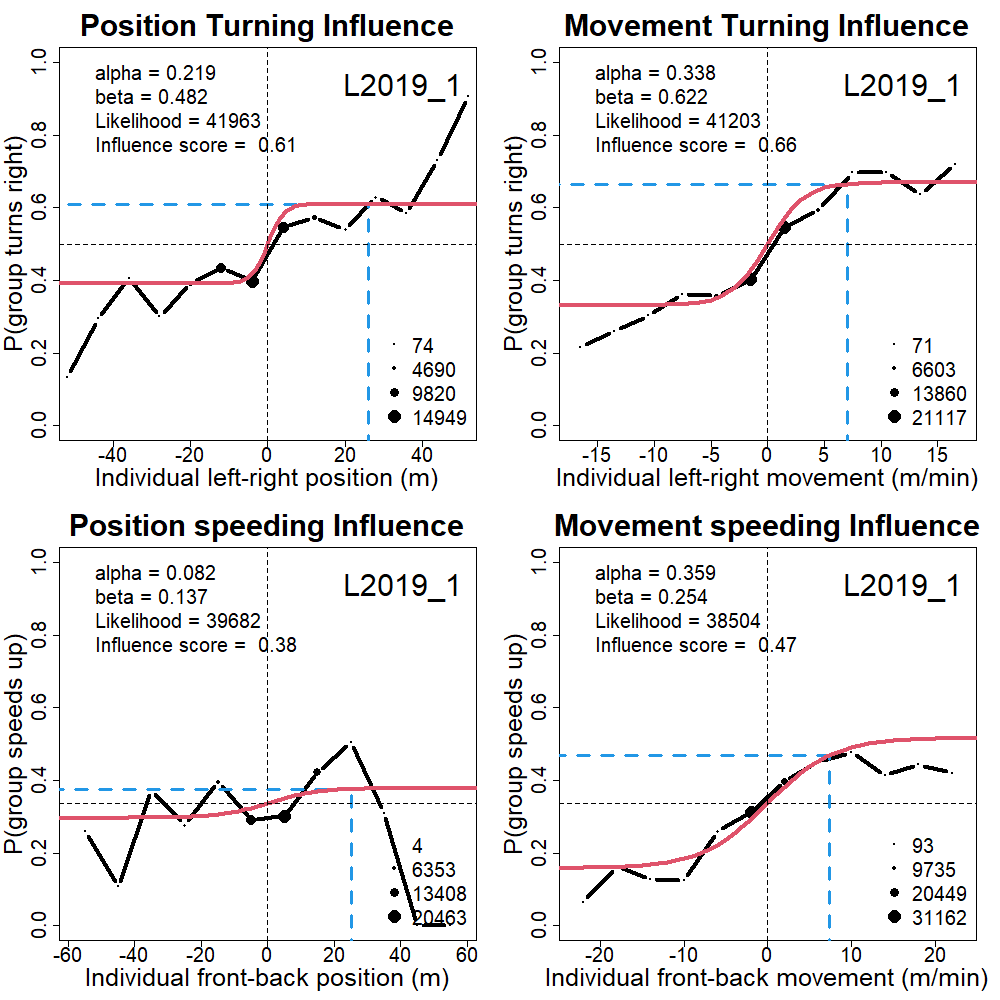 Position Turning Influence
alpha = 0.219
beta = 0.482
Likelihood = 41963
Influence score = 0.61
L2019_1
P(group turns right)
0.0 0.2 0.4 0.6 0.8 1.0
74
4690
9820
14949
-40 -20 0 20 40
Individual left-right position (m)
Movement Turning Influence
alpha = 0.338
beta = 0.622
Likelihood = 41203
Influence score = 0.66
L2019_1
P(group turns right)
0.0 0.2 0.4 0.6 0.8 1.0
71
6603
13860
21117
-15 -10 -5 0 5 10 15
Individual left-right movement (m/min)
Position speeding Influence
alpha = 0.082
beta = 0.137
Likelihood = 39682
Influence score = 0.38
L2019_1
P(group speeds up)
0.0 0.2 0.4 0.6 0.8 1.0
4
6353
13408
20463
-60 -40 -20 0 20 40 60
Individual front-back position (m)
Movement speeding Influence
alpha = 0.359
beta = 0.254
Likelihood = 38504
Influence score = 0.47
L2019_1
P(group speeds up)
0.0 0.2 0.4 0.6 0.8 1.0
93
9735
20449
31162
-20 -10 0 10 20
Individual front-back movement (m/min)